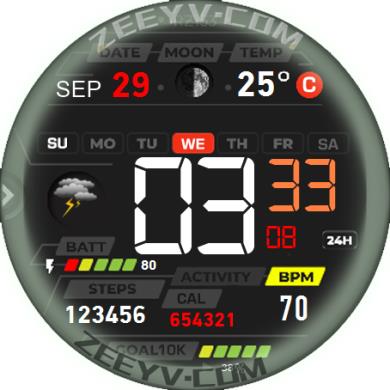 ZEEYV•COM
DATE MOON TEMP
SEP 29 25° C
SU MO TU WE TH FR SA
03 33
08 24H
BATT
80
ACTIVITY BPM
STEPS CAL 70
123456 654321
GOAL10K
ZEEYV•COM